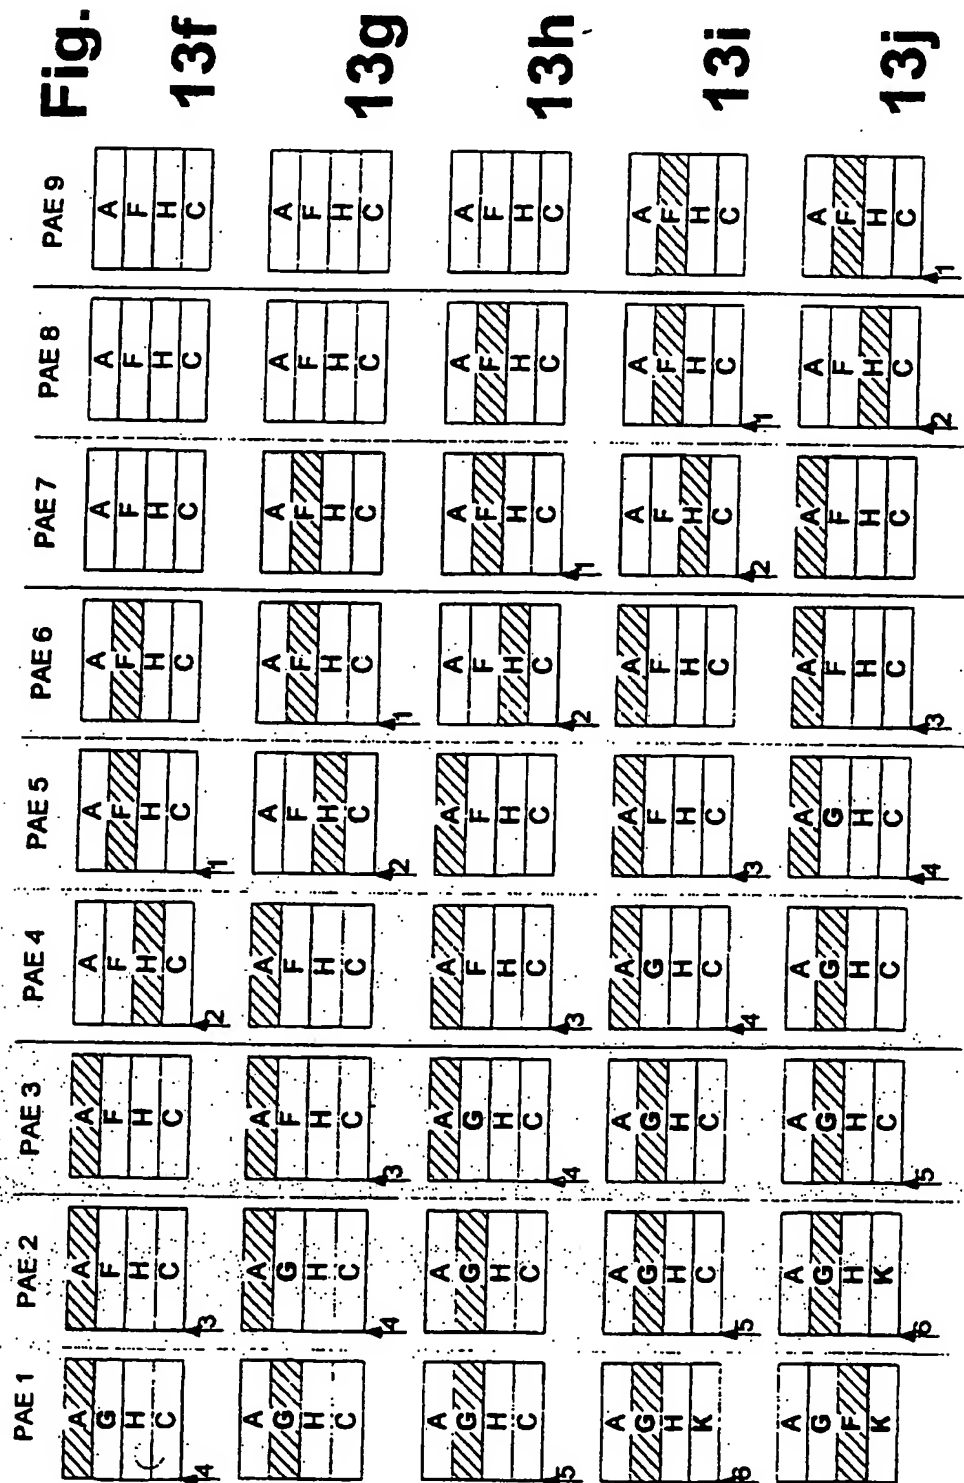 PAE 1 PAE 2 PAE 3 PAE 4 PAE 5 PAE 6 PAE 7 PAE 8 PAE 9 Fig.
A A A A A A A A A
G F F F F F F F F
H H H H H H H H H
C C C C C C C C C
13f
4 3 2 1
A A A A A A A A A
G G F F F F F F F
H H H H H H H H H
C C C C C C C C C
13g
4 3 2 1
A A A A A A A A A
G G G F F F F F F
H H H H H H H H H
C C C C C C C C C
13h
5 4 3 2 1
A A A A A A A A A
G G G G F F F F F
H H H H H H H H H
K C C C C C C C C
13i
6 5 4 3 2 1
A A A A A A A A A
G G G G G F F F F
F H H H H H H H H
K K C C C C C C C
13j
6 5 4 3 2 1